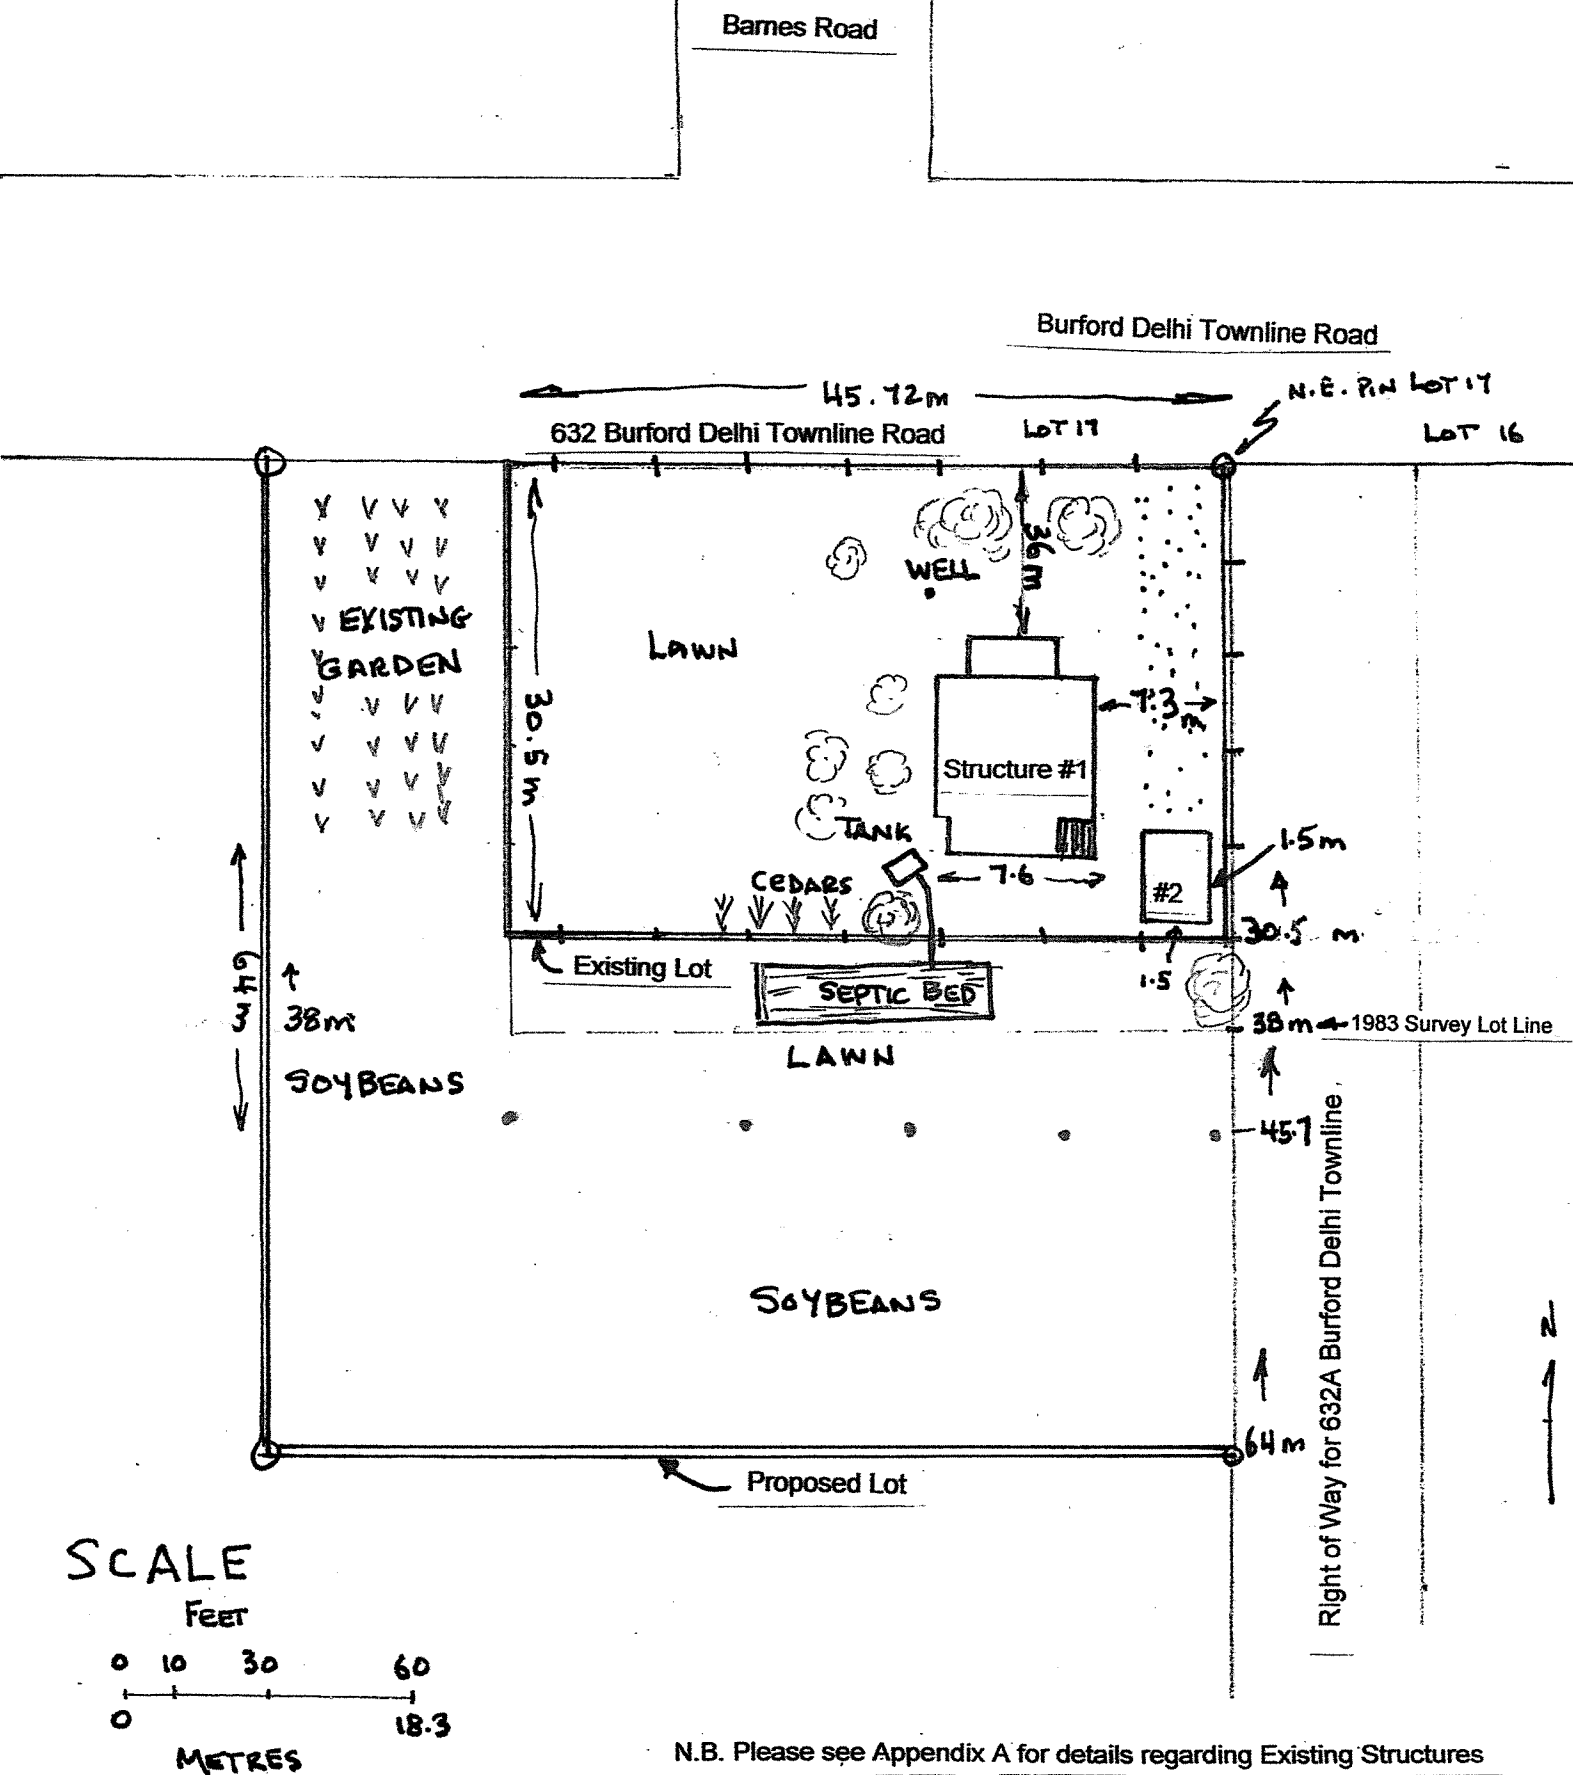 Barnes Road
Burford Delhi Townline Road
45.72m
N.E. PIN LOT 17
632 Burford Delhi Townline Road
LOT 17
LOT 16
36m
WELL
EXISTING
GARDEN
LAWN
30.5m
7.3m
Structure #1
TANK
1.5m
CEDARS
7.6
#2
30.5 m
Existing Lot
1.5
SEPTIC BED
64m
38m
38m
1983 Survey Lot Line
LAWN
SOYBEANS
45.7
Right of Way for 632A Burford Delhi Townline
SOYBEANS
N
64m
Proposed Lot
SCALE
FEET
0 10 30 60
0 18.3
METRES
N.B. Please see Appendix A for details regarding Existing Structures